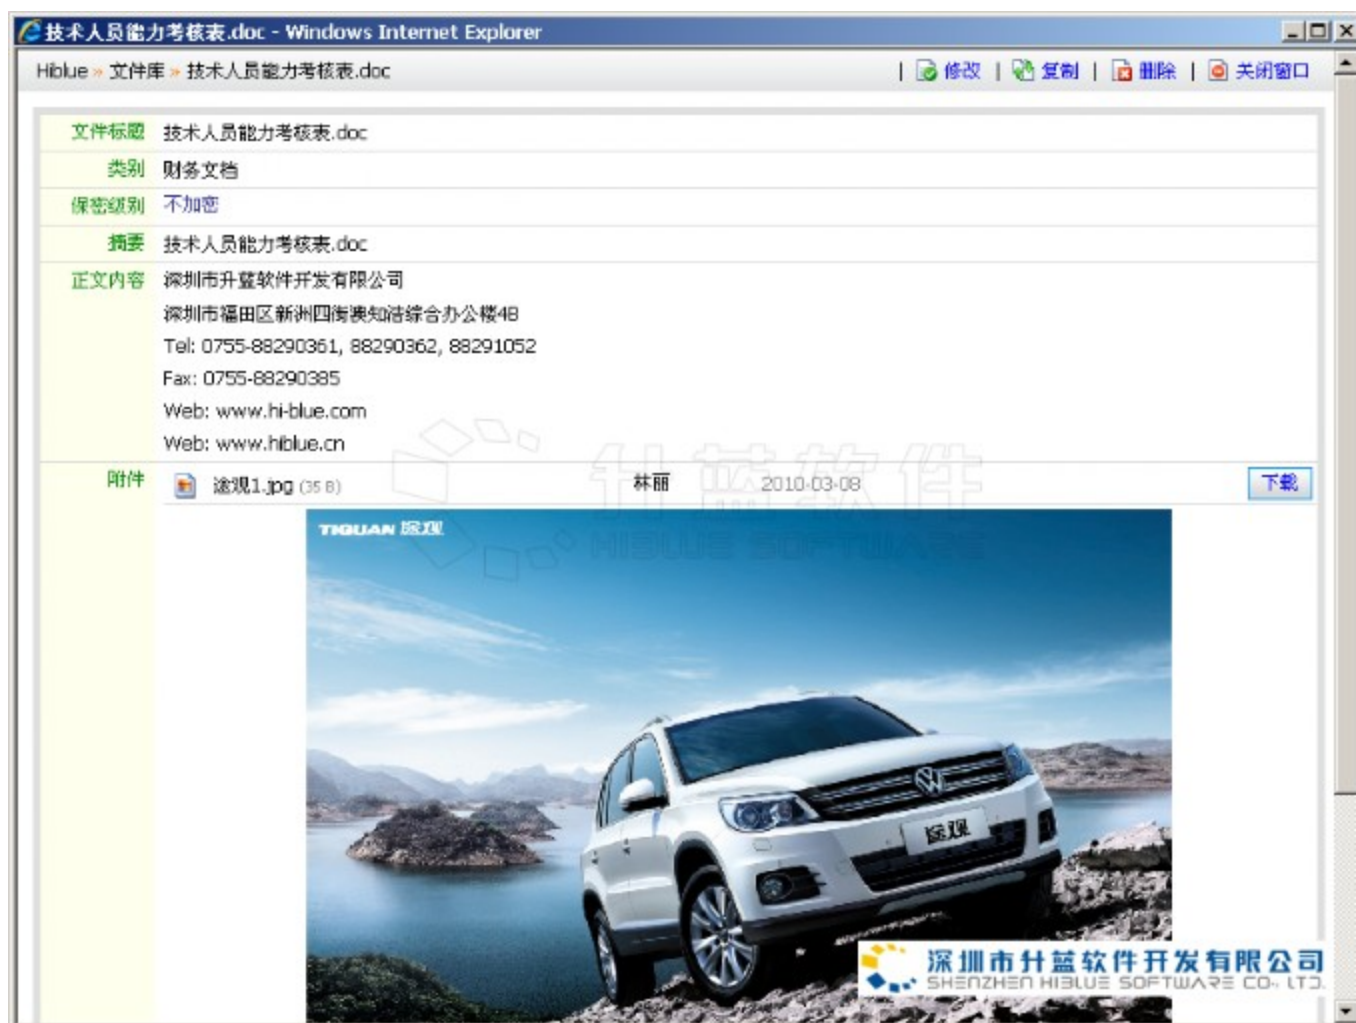 技术人员能力考核表.doc - Windows Internet Explorer
Hiblue » 文件库 » 技术人员能力考核表.doc | 修改 | 复制 | 删除 | 关闭窗口
文件标题 技术人员能力考核表.doc
类别 财务文档
保密级别 不加密
摘要 技术人员能力考核表.doc
正文内容 深圳市升蓝软件开发有限公司
深圳市福田区新洲四街澳知浩综合办公楼4B
Tel: 0755-88290361, 88290362, 88291052
Fax: 0755-88290385
Web: www.hi-blue.com
Web: www.hiblue.cn
附件 途观1.jpg (35 B) 林丽 2010-03-08 下载
升蓝软件
HIBLUE SOFTWARE
TIGUAN 途观
途观
深圳市升蓝软件开发有限公司
SHENZHEN HIBLUE SOFTWARE CO., LTD.